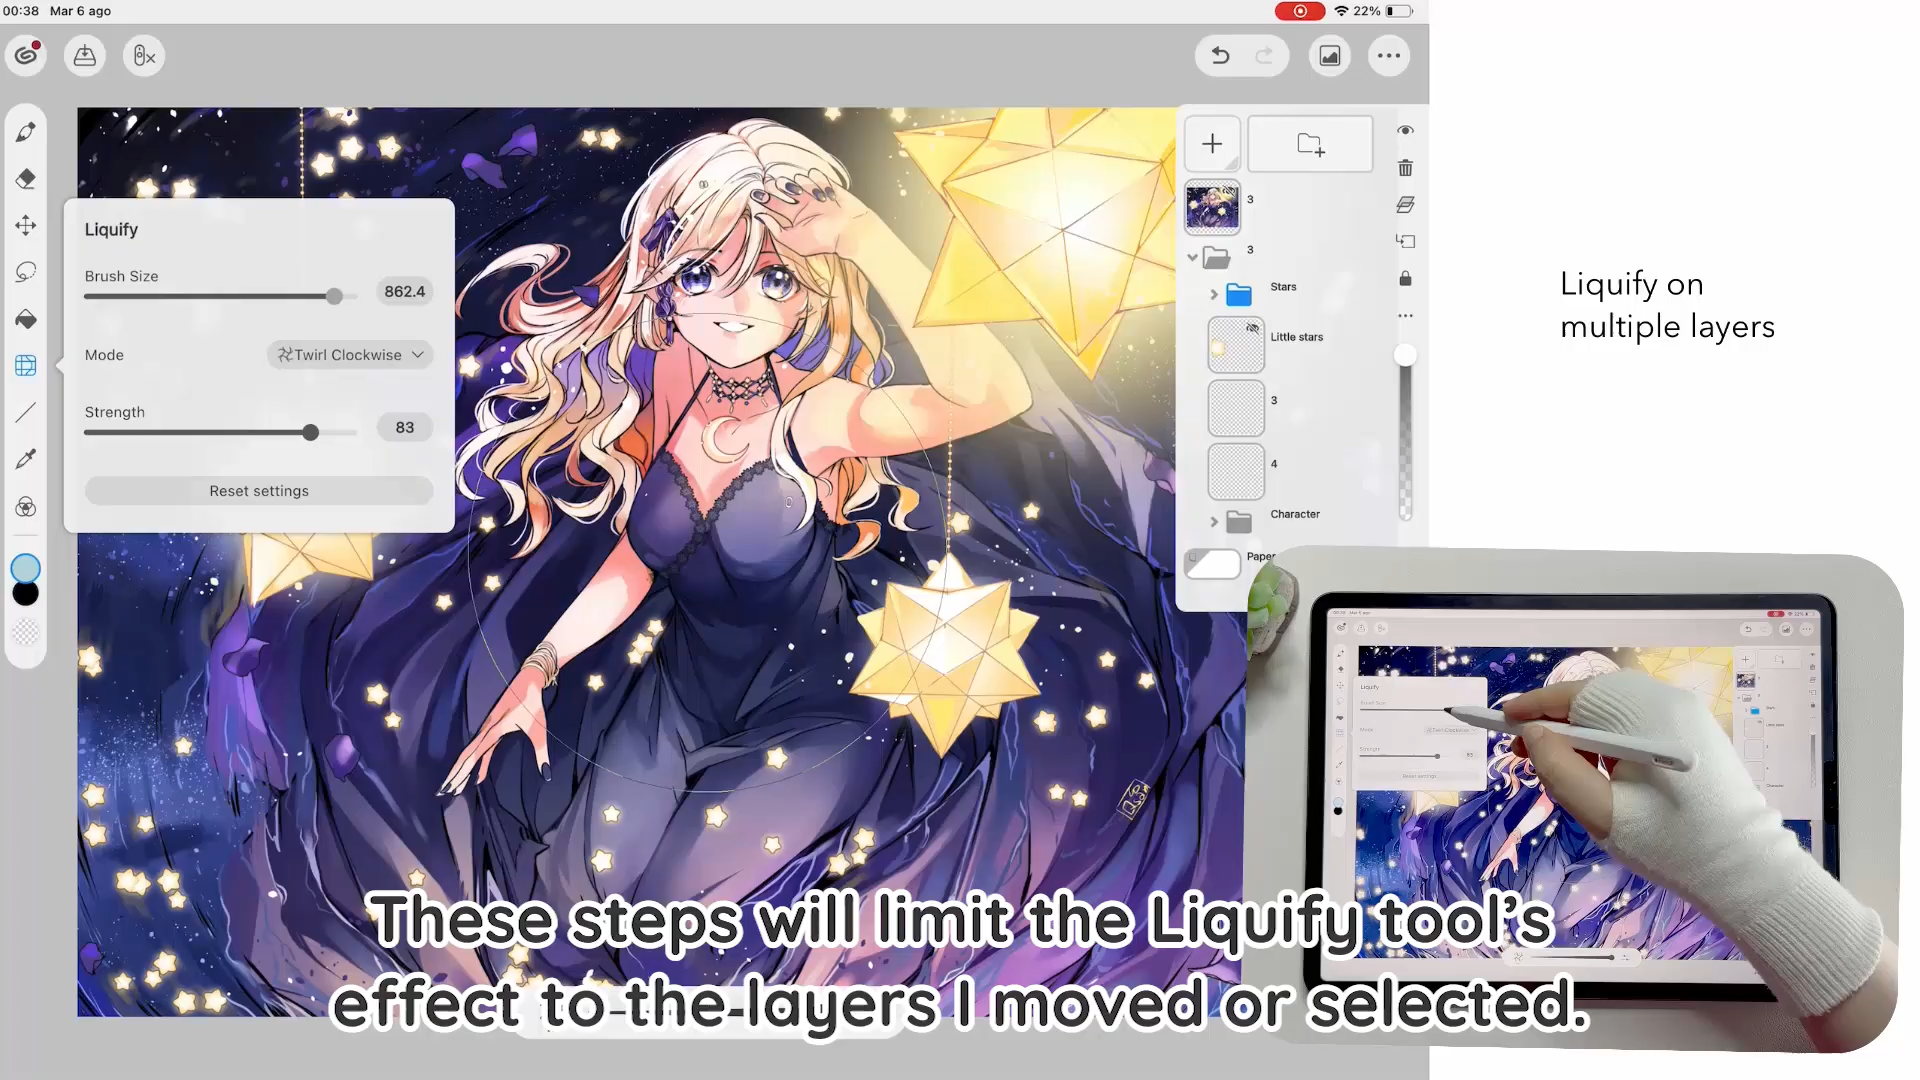 00:38 Mar 6 ago
22%
Liquify
Brush Size
862.4
Mode
Twirl Clockwise
Strength
83
Reset settings
3
3
Stars
Little stars
3
4
Character
Paper
Liquify on
multiple layers
These steps will limit the Liquify tool's
effect to the layers I moved or selected.